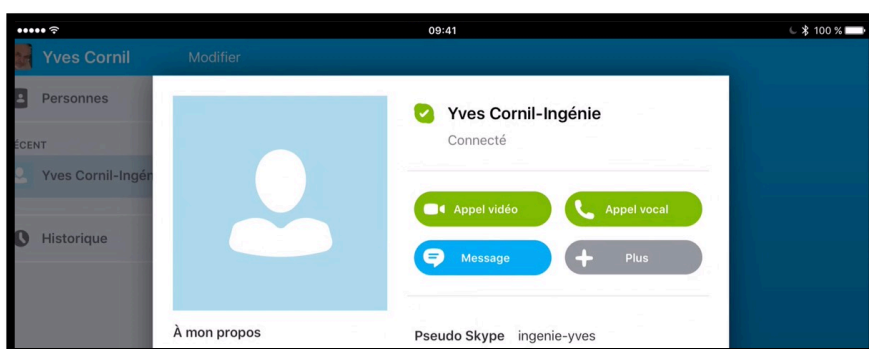 09:41
100 %
Yves Cornil
Modifier
Personnes
RÉCENT
Yves Cornil-Ingén
Historique
Yves Cornil-Ingénie
Connecté
Appel vidéo
Appel vocal
Message
Plus
À mon propos
Pseudo Skype ingenie-yves